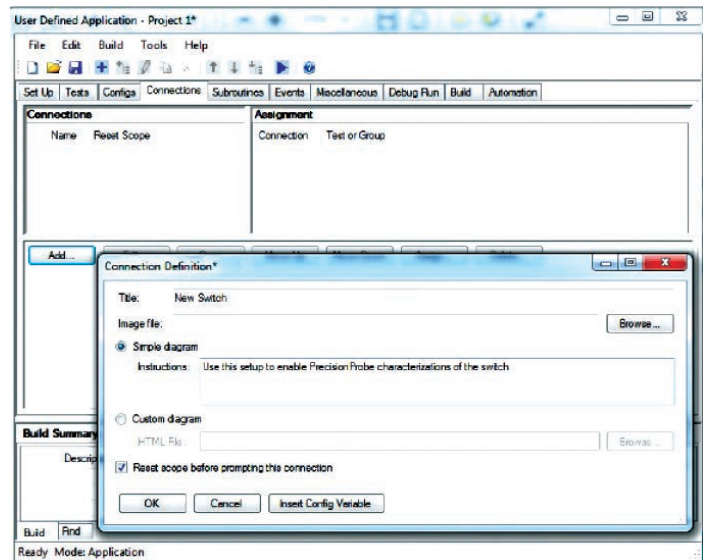 User Defined Application - Project 1*
File Edit Build Tools Help
Set Up Tests Configs Connections Subroutines Events Miscellaneous Debug Run Build Automation
Connections
Name Reset Scope
Assignment
Connection Test or Group
Add...
Connection Definition*
Title: New Switch
Image file: Browse...
Simple diagram
Instructions: Use this setup to enable PrecisionProbe characterizations of the switch
Custom diagram
HTML File: Browse...
Reset scope before prompting this connection
OK Cancel Insert Config Variable
Build Summary
Descrip
Build Find
Ready Mode: Application